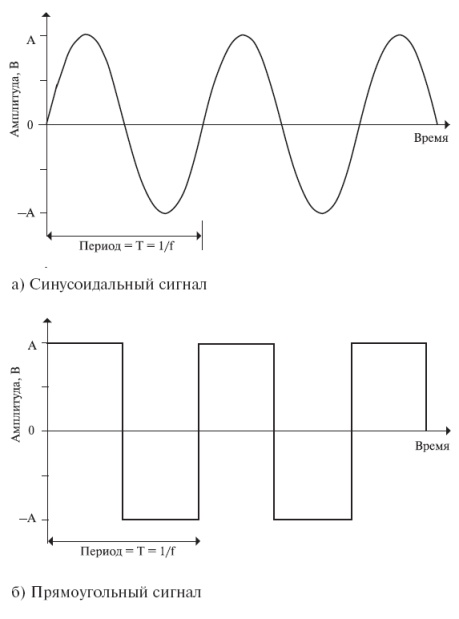 Амплитуда, В
А
0
–А
Время
Период = T = 1/f
а) Синусоидальный сигнал
Амплитуда, В
А
0
–А
Время
Период = T = 1/f
б) Прямоугольный сигнал